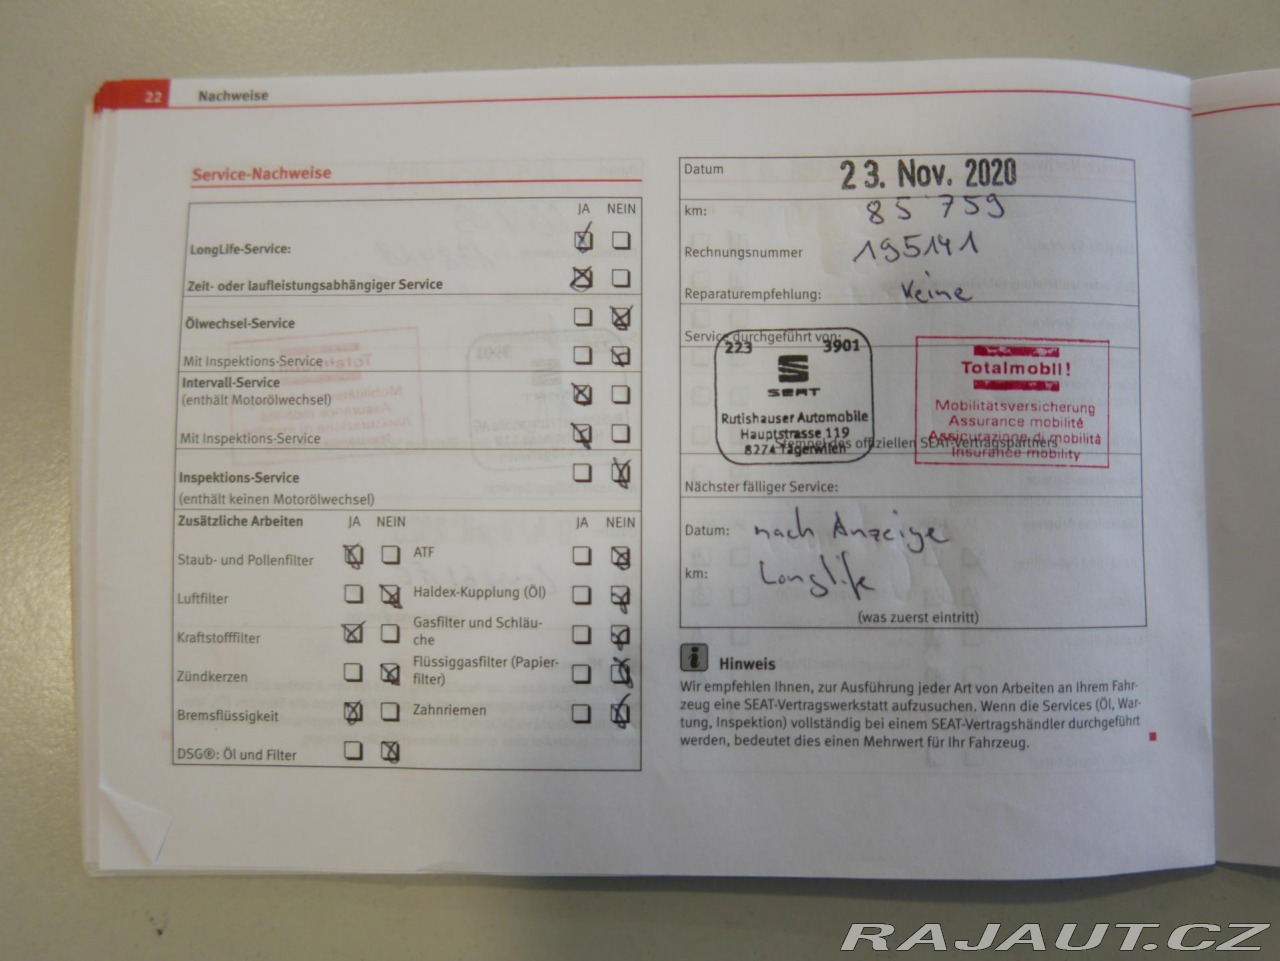 22 Nachweise
Service-Nachweise
JA NEIN
LongLife-Service:
Zeit- oder laufleistungsabhängiger Service
Ölwechsel-Service
Mit Inspektions-Service
Intervall-Service
(enthält Motorölwechsel)
Mit Inspektions-Service
Inspektions-Service
(enthält keinen Motorölwechsel)
Zusätzliche Arbeiten JA NEIN JA NEIN
Staub- und Pollenfilter ATF
Luftfilter Haldex-Kupplung (Öl)
Kraftstofffilter Gasfilter und Schläu-
che
Zündkerzen Flüssiggasfilter (Papier-
filter)
Bremsflüssigkeit Zahnriemen
DSG®: Öl und Filter
Datum 23. Nov. 2020
km: 85 759
Rechnungsnummer 195141
Reparaturempfehlung: Keine
Service durchgeführt von:
223 3901
SEAT
Rutishauser Automobile
Hauptstrasse 119
8274 Tägerwilen
Totalmobil!
Mobilitätsversicherung
Assurance mobilité
Assicurazione di mobilità
Insurance mobility
Stempel des offiziellen SEAT-Vertragspartners
Nächster fälliger Service:
Datum: nach Anzeige
km: Longlife
(was zuerst eintritt)
i Hinweis
Wir empfehlen Ihnen, zur Ausführung jeder Art von Arbeiten an Ihrem Fahr-
zeug eine SEAT-Vertragswerkstatt aufzusuchen. Wenn die Services (Öl, War-
tung, Inspektion) vollständig bei einem SEAT-Vertragshändler durchgeführt
werden, bedeutet dies einen Mehrwert für Ihr Fahrzeug.
RAJAUT.CZ